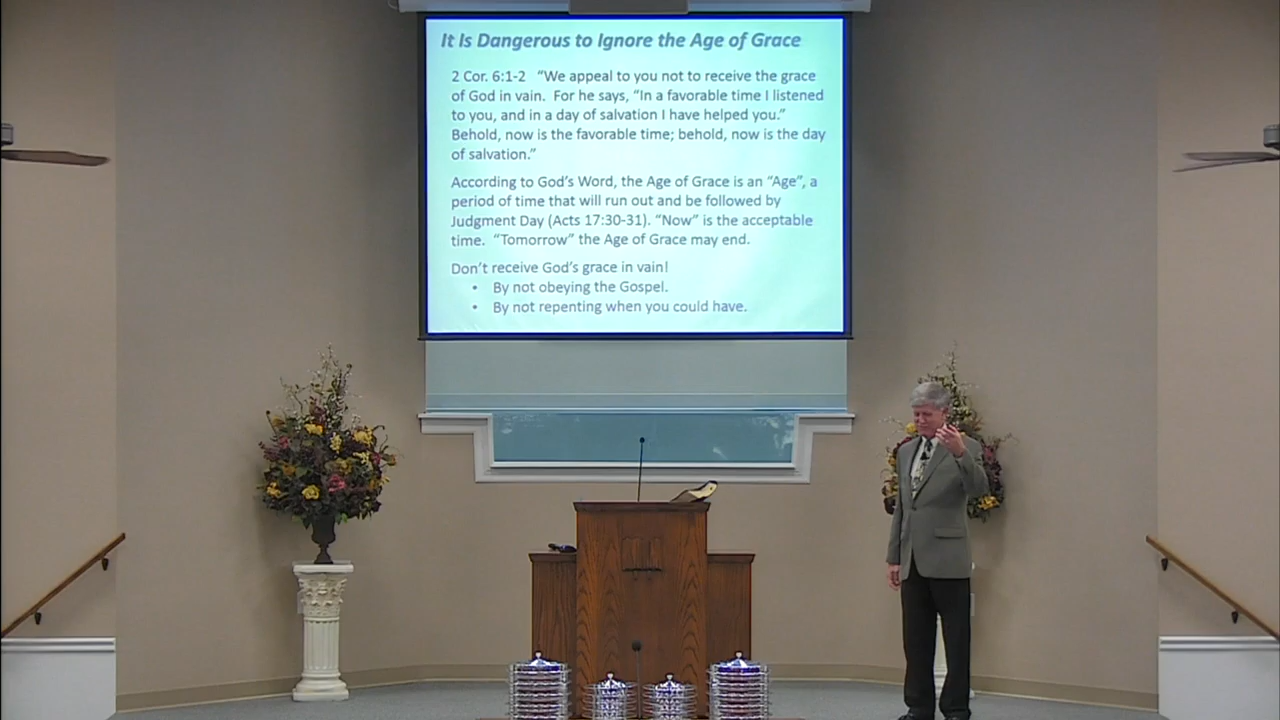 It Is Dangerous to Ignore the Age of Grace
2 Cor. 6:1-2 “We appeal to you not to receive the grace
of God in vain. For he says, “In a favorable time I listened
to you, and in a day of salvation I have helped you.”
Behold, now is the favorable time; behold, now is the day
of salvation.”
According to God’s Word, the Age of Grace is an “Age”, a
period of time that will run out and be followed by
Judgment Day (Acts 17:30-31). “Now” is the acceptable
time. “Tomorrow” the Age of Grace may end.
Don’t receive God’s grace in vain!
• By not obeying the Gospel.
• By not repenting when you could have.